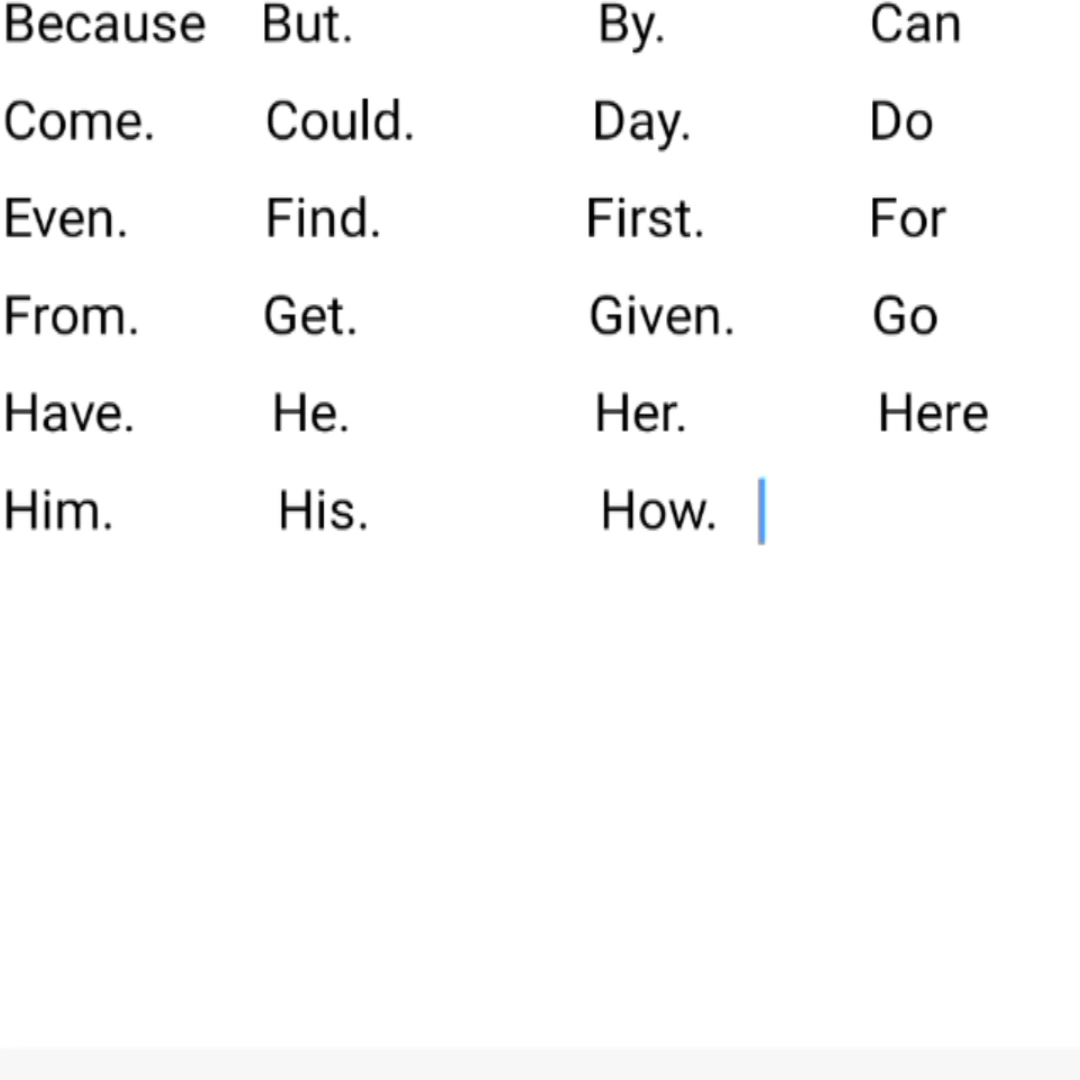 Because But. By. Can
Come. Could. Day. Do
Even. Find. First. For
From. Get. Given. Go
Have. He. Her. Here
Him. His. How.